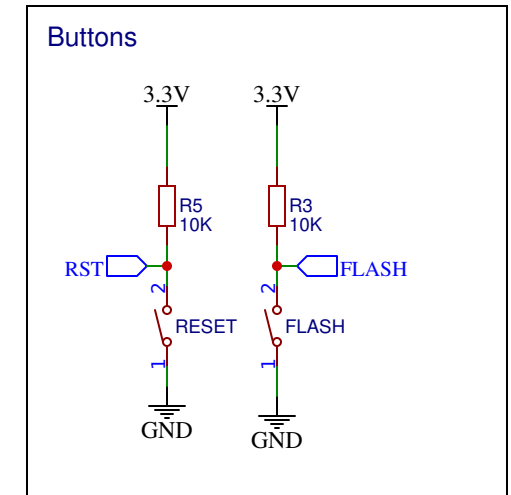 Buttons
3.3V 3.3V
R5 R3
10K 10K
RST FLASH
2 2
RESET FLASH
1 1
GND GND